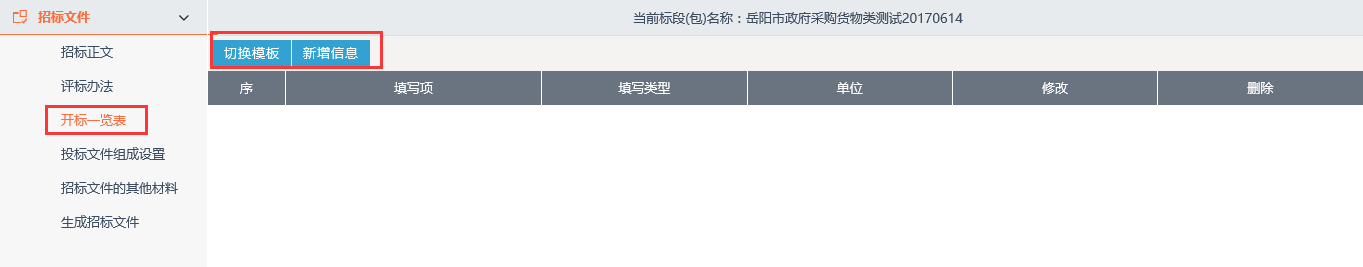 招标文件
当前标段(包)名称：岳阳市政府采购货物类测试20170614
招标正文
评标办法
开标一览表
投标文件组成设置
招标文件的其他材料
生成招标文件
切换模板 新增信息
序 填写项 填写类型 单位 修改 删除